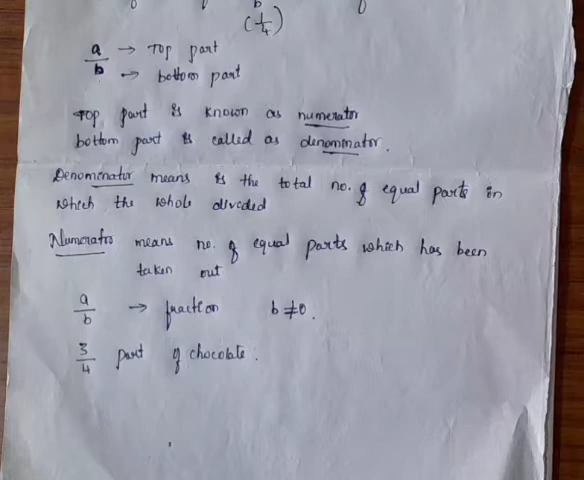 b
(1/4)
a/b → Top part
→ bottom part
Top part is known as numerator
bottom part is called as denominator.
Denominator means is the total no. of equal parts in
which the whole divided
Numerator means no. of equal parts which has been
taken out
a/b → fraction b ≠ 0.
3/4 part of chocolate.